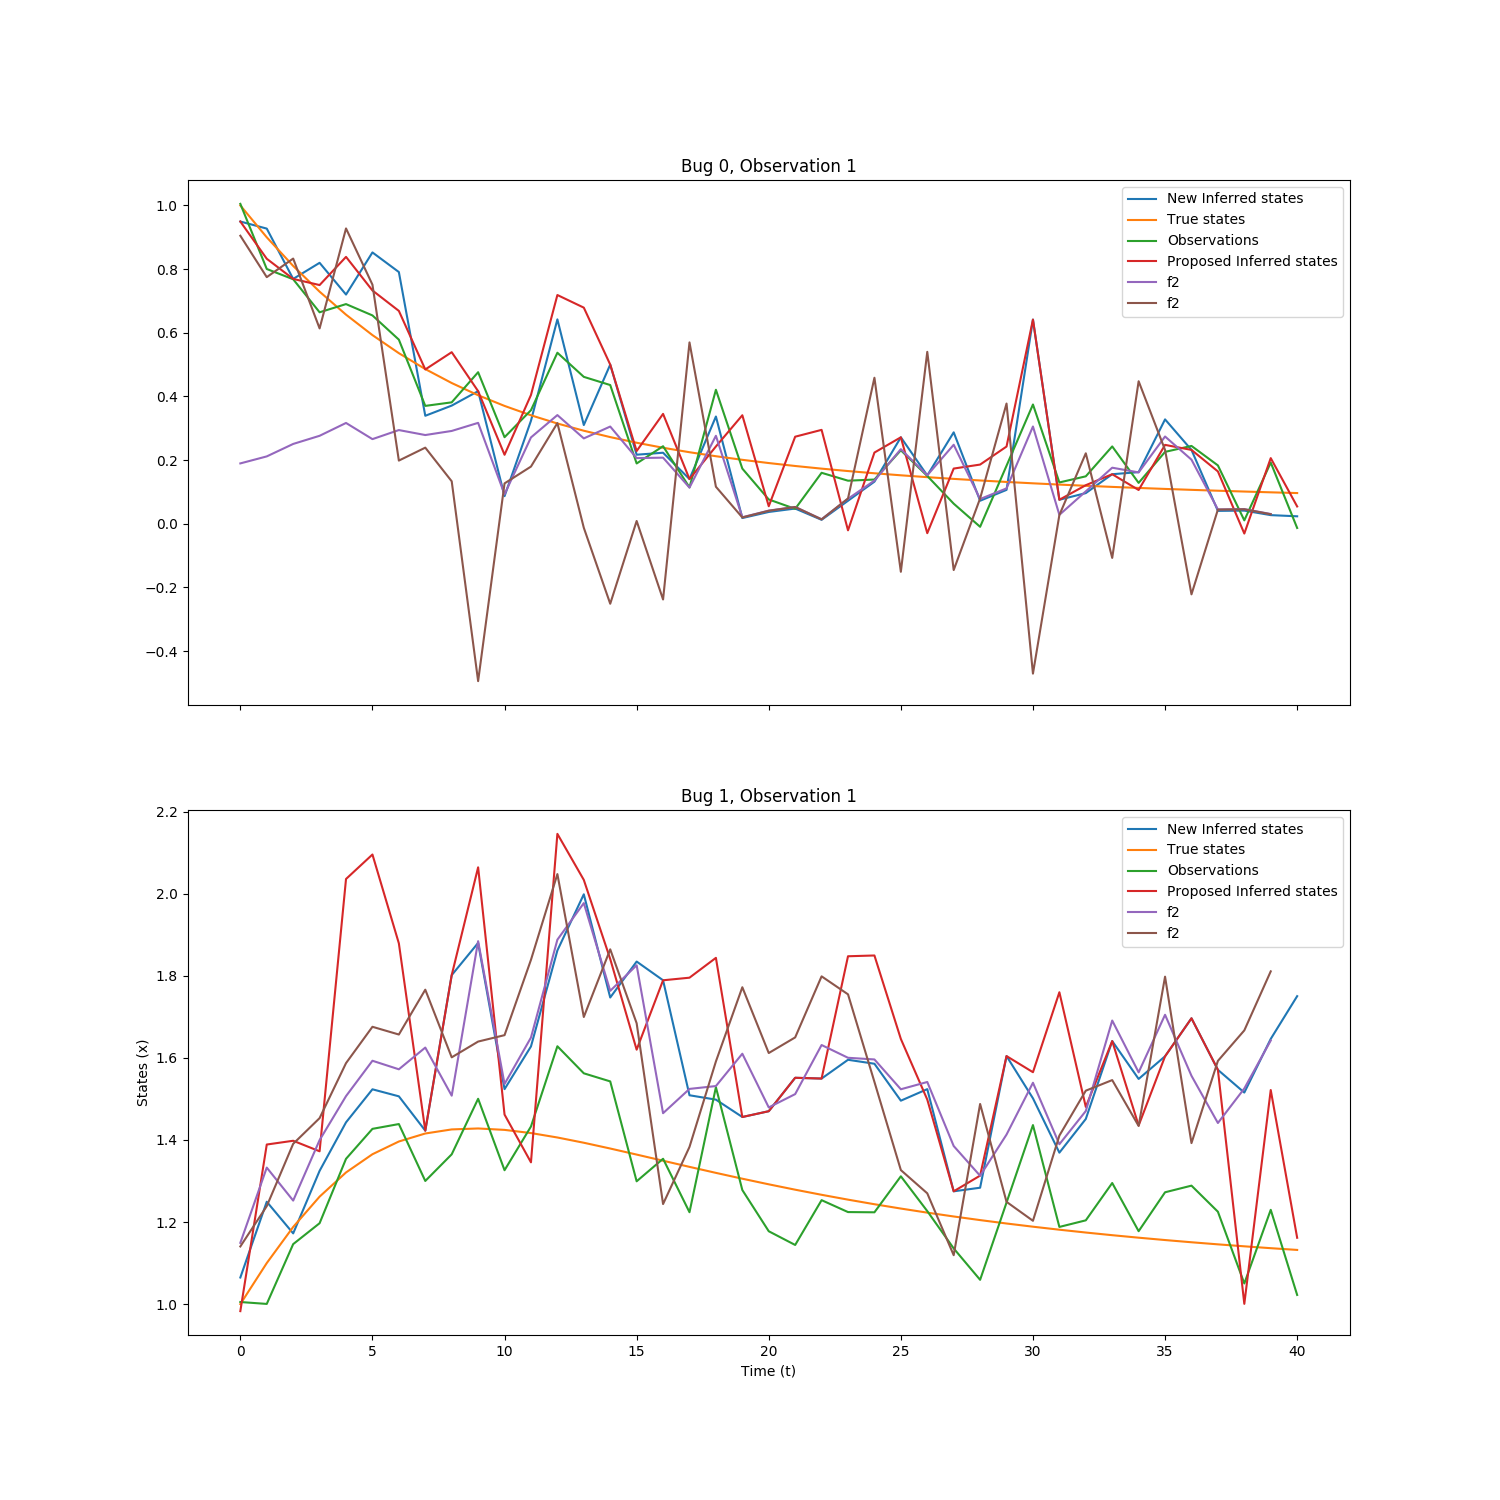 Bug 0, Observation 1
1.0
0.8
0.6
0.4
0.2
0.0
−0.2
−0.4
New Inferred states
True states
Observations
Proposed Inferred states
f2
f2
Bug 1, Observation 1
2.2
2.0
1.8
1.6
1.4
1.2
1.0
States (x)
New Inferred states
True states
Observations
Proposed Inferred states
f2
f2
0 5 10 15 20 25 30 35 40
Time (t)